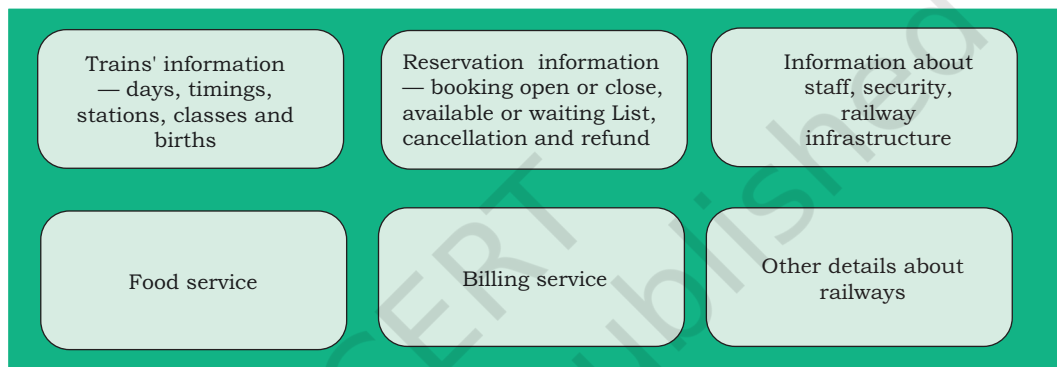 Trains' information
— days, timings,
stations, classes and
births
Reservation information
— booking open or close,
available or waiting List,
cancellation and refund
Information about
staff, security,
railway
infrastructure
Food service
Billing service
Other details about
railways